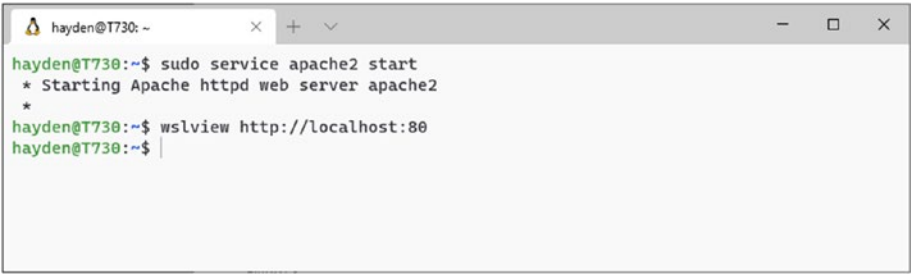 hayden@T730: ~
hayden@T730:~$ sudo service apache2 start
 * Starting Apache httpd web server apache2
 *
hayden@T730:~$ wslview http://localhost:80
hayden@T730:~$